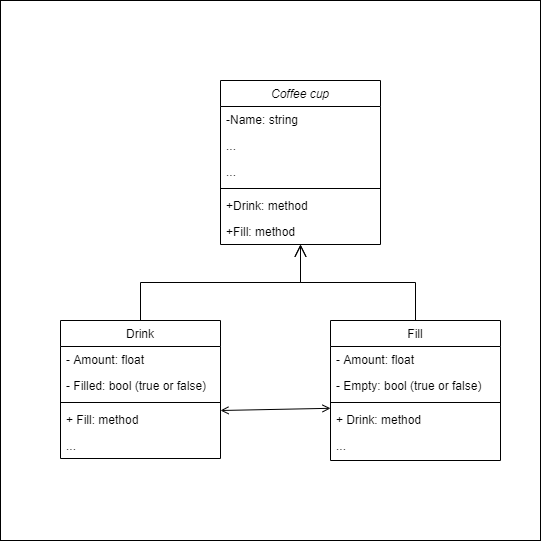 Coffee cup
-Name: string
...
...
+Drink: method
+Fill: method
Drink
- Amount: float
- Filled: bool (true or false)
+ Fill: method
...
Fill
- Amount: float
- Empty: bool (true or false)
+ Drink: method
...